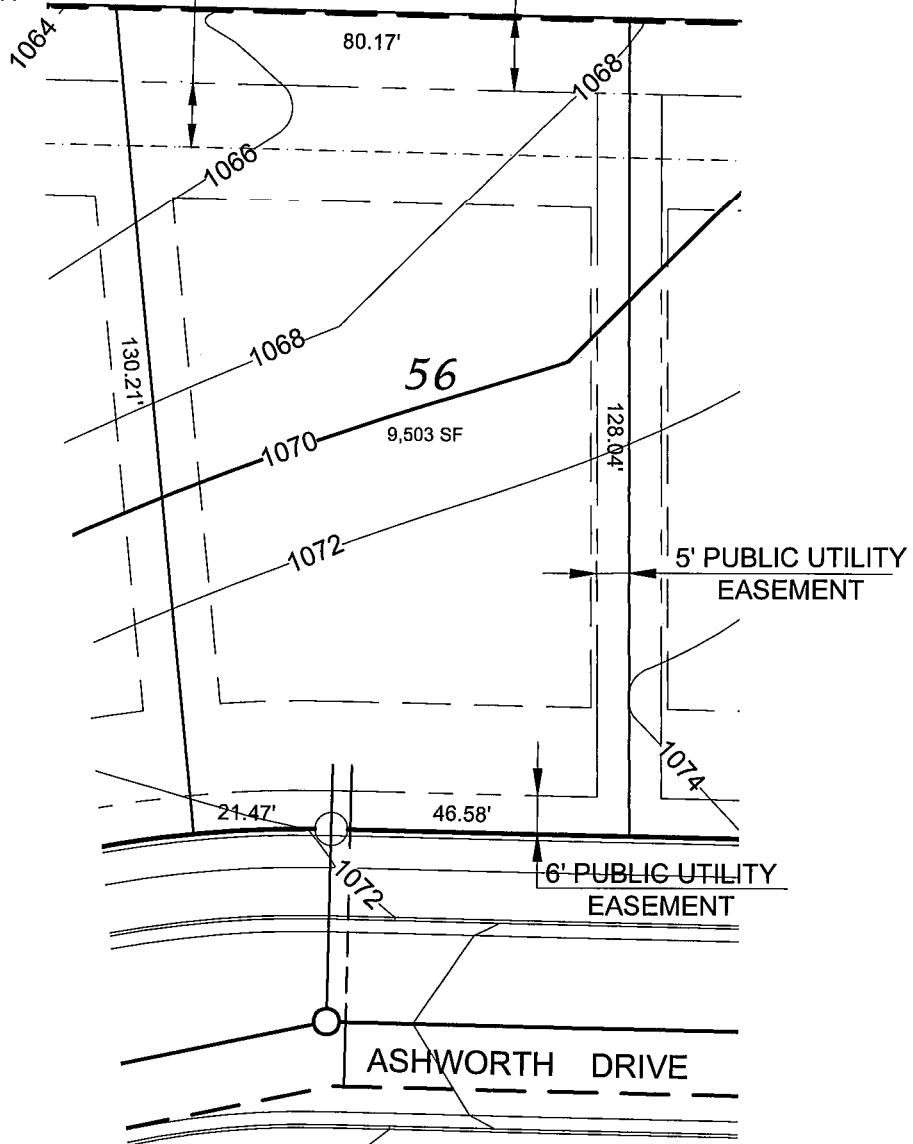 1064
80.17'
1068
1066
130.21'
1068
56
9,503 SF
128.04'
1070
1072
5' PUBLIC UTILITY
EASEMENT
1074
21.47'
46.58'
1072
6' PUBLIC UTILITY
EASEMENT
ASHWORTH DRIVE